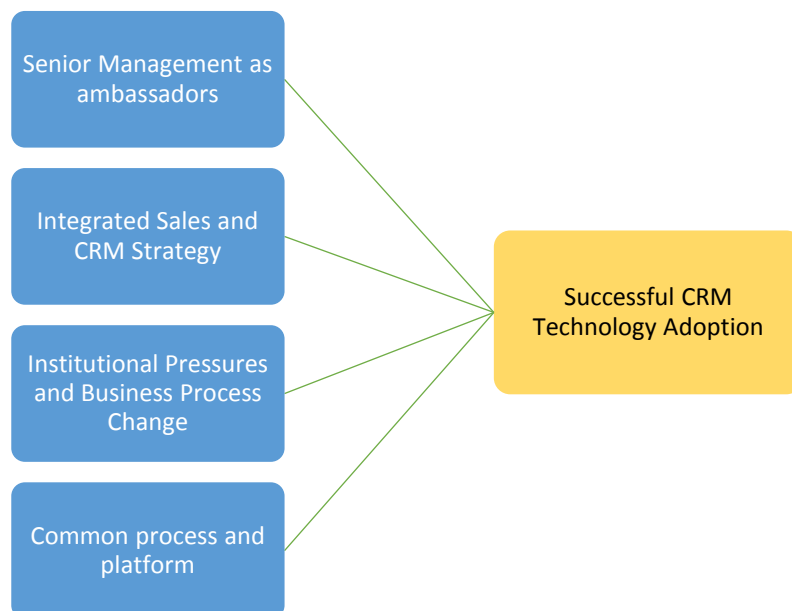 Senior Management as
ambassadors
Integrated Sales and
CRM Strategy
Institutional Pressures
and Business Process
Change
Common process and
platform
Successful CRM
Technology Adoption